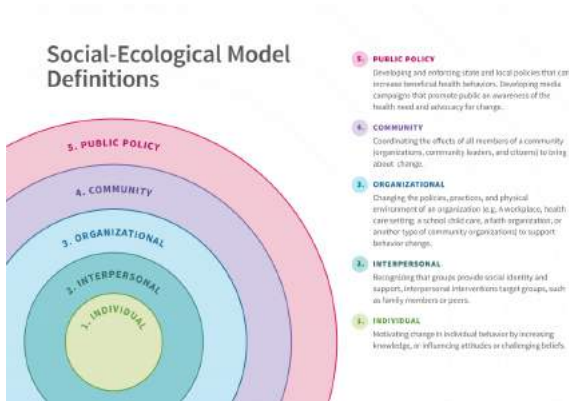 Social-Ecological Model
Definitions
5. PUBLIC POLICY
4. COMMUNITY
3. ORGANIZATIONAL
2. INTERPERSONAL
1. INDIVIDUAL
5. PUBLIC POLICY
Developing and enforcing state and local policies that can
increase beneficial health behaviors. Developing media
campaigns that promote public an awareness of the
health need and advocacy for change.
4. COMMUNITY
Coordinating the effects of all members of a community
(organizations, community leaders, and citizens) to bring
about change.
3. ORGANIZATIONAL
Changing the policies, practices, and physical
environment of an organization (e.g. A workplace, health
care setting, a school child care, a faith organization, or
another type of community organizations) to support
behavior change.
2. INTERPERSONAL
Recognizing that groups provide social identity and
support, interpersonal interventions target groups, such
as family members or peers.
1. INDIVIDUAL
Motivating change in individual behavior by increasing
knowledge, or influencing attitudes or challenging beliefs